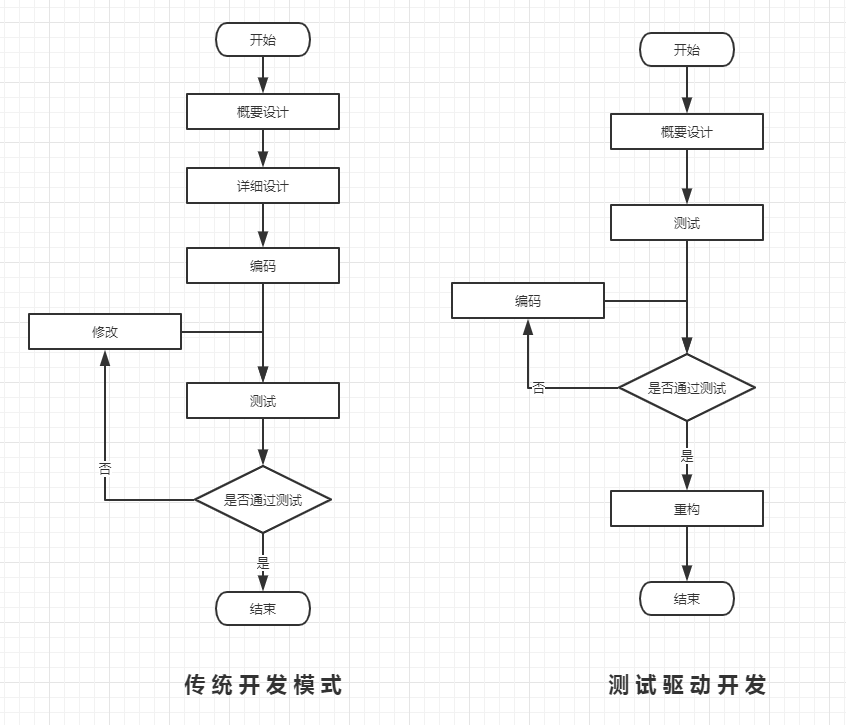 开始
概要设计
详细设计
编码
修改
测试
否
是否通过测试
是
结束
传统开发模式
开始
概要设计
测试
编码
否
是否通过测试
是
重构
结束
测试驱动开发